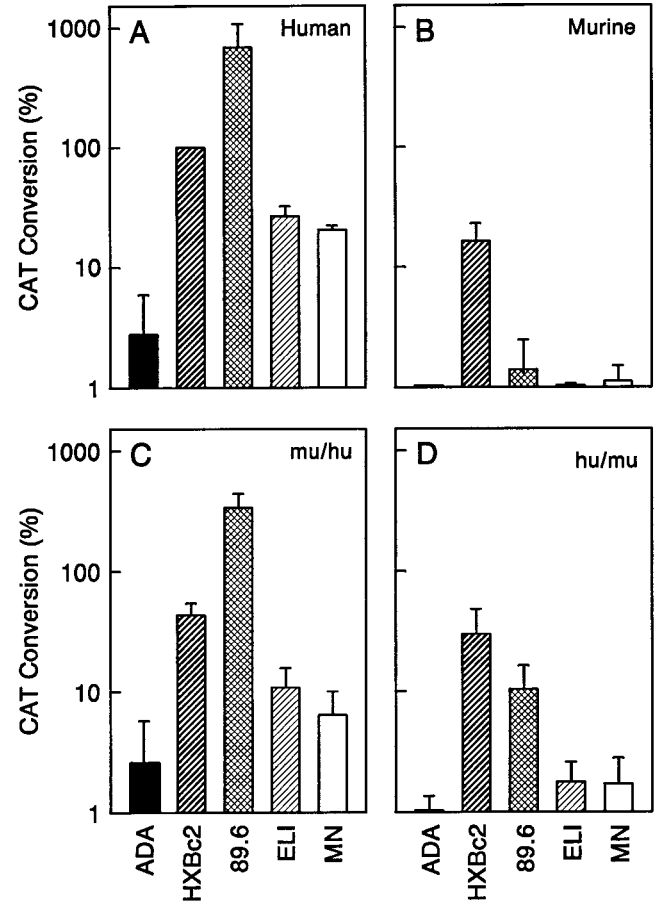 A
Human
B
Murine
CAT Conversion (%)
1000
100
10
1
C
mu/hu
D
hu/mu
CAT Conversion (%)
1000
100
10
1
ADA
HXBc2
89.6
ELI
MN
ADA
HXBc2
89.6
ELI
MN